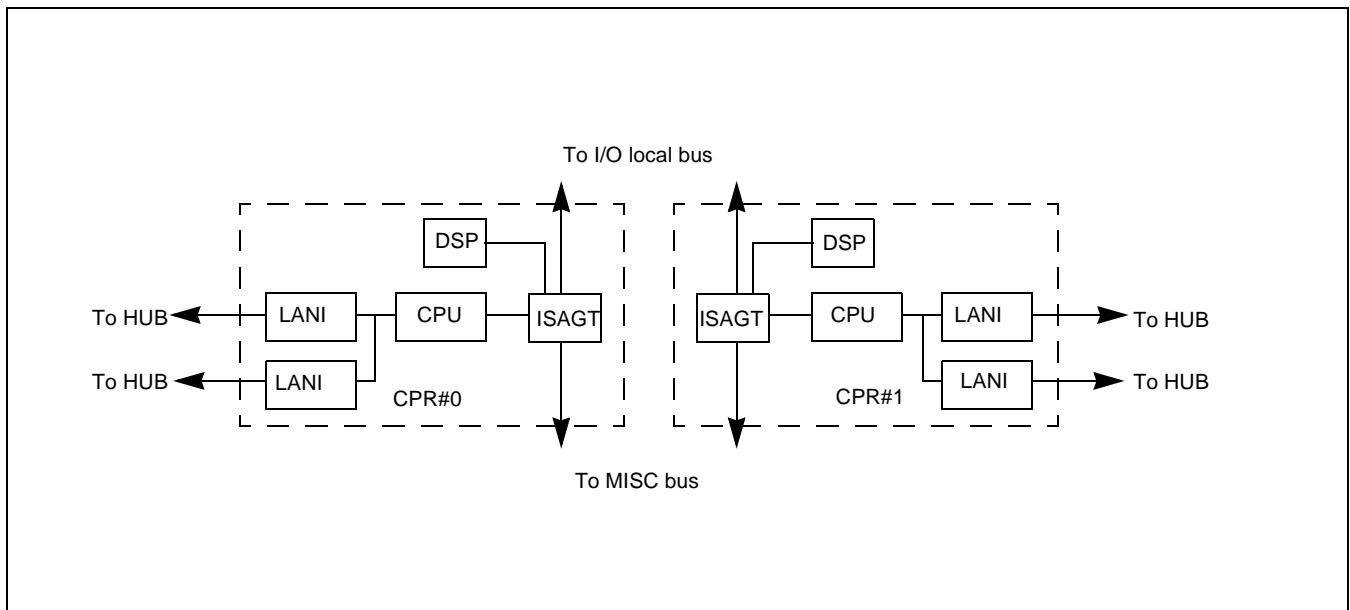 To I/O local bus
DSP
DSP
To HUB
LANI
CPU
ISAGT
ISAGT
CPU
LANI
To HUB
To HUB
LANI
CPR#0
CPR#1
LANI
To HUB
To MISC bus